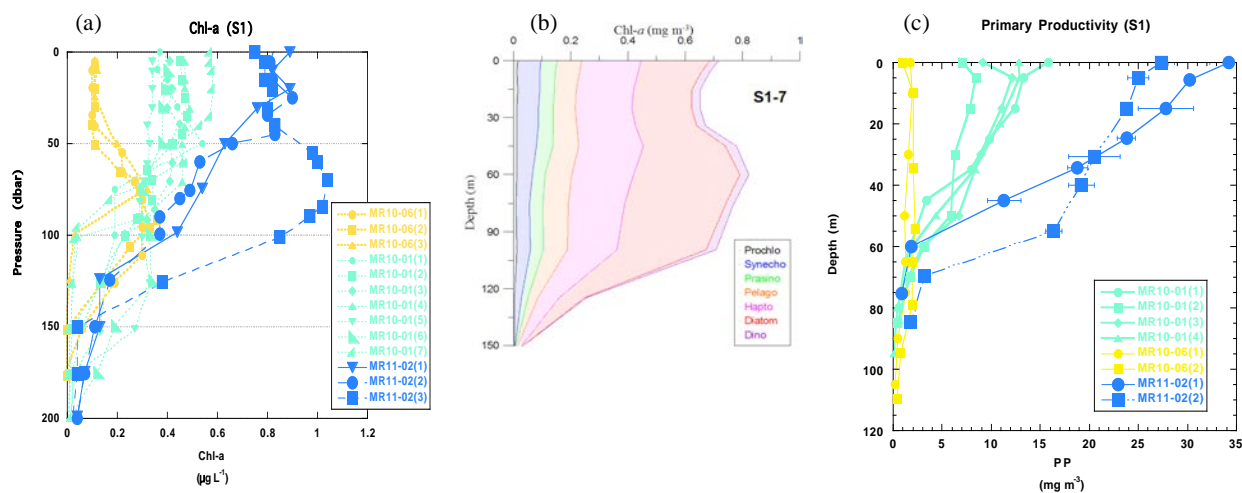 (a)
Chl-a (S1)
0
50
100
150
200
Pressure (dbar)
0
0.2
0.4
0.6
0.8
1
1.2
Chl-a
(µg L⁻¹)
MR10-06(1)
MR10-06(2)
MR10-06(3)
MR10-01(1)
MR10-01(2)
MR10-01(3)
MR10-01(4)
MR10-01(5)
MR10-01(6)
MR10-01(7)
MR11-02(1)
MR11-02(2)
MR11-02(3)
(b)
Chl-a (mg m⁻³)
0
0.2
0.4
0.6
0.8
1
0
30
60
90
120
150
Depth (m)
S1-7
Prochlo
Synecho
Prasino
Pelago
Hapto
Diatom
Dino
(c)
Primary Productivity (S1)
0
20
40
60
80
100
120
Depth (m)
0
5
10
15
20
25
30
35
PP
(mg m⁻³)
MR10-01(1)
MR10-01(2)
MR10-01(3)
MR10-01(4)
MR10-06(1)
MR10-06(2)
MR11-02(1)
MR11-02(2)